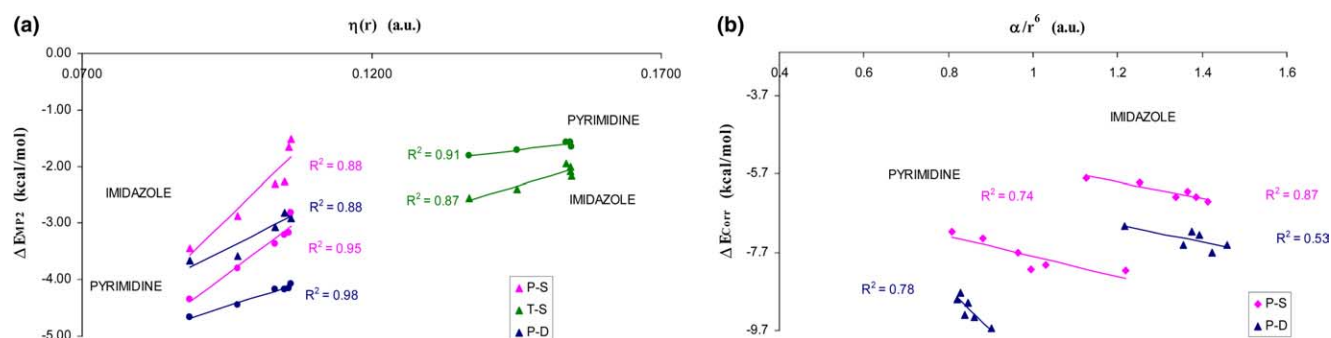 (a)
η(r) (a.u.)
0.00
0.0700
0.1200
0.1700
-1.00
-2.00
-3.00
-4.00
-5.00
Δ EMP2 (kcal/mol)
PYRIMIDINE
R² = 0.91
R² = 0.88
IMIDAZOLE
R² = 0.87
IMIDAZOLE
R² = 0.88
R² = 0.95
PYRIMIDINE
R² = 0.98
P-S
T-S
P-D
(b)
α/r⁶ (a.u.)
0.4
0.6
0.8
1
1.2
1.4
1.6
-3.7
-5.7
-7.7
-9.7
Δ ECorr (kcal/mol)
IMIDAZOLE
PYRIMIDINE
R² = 0.74
R² = 0.87
R² = 0.53
R² = 0.78
P-S
P-D